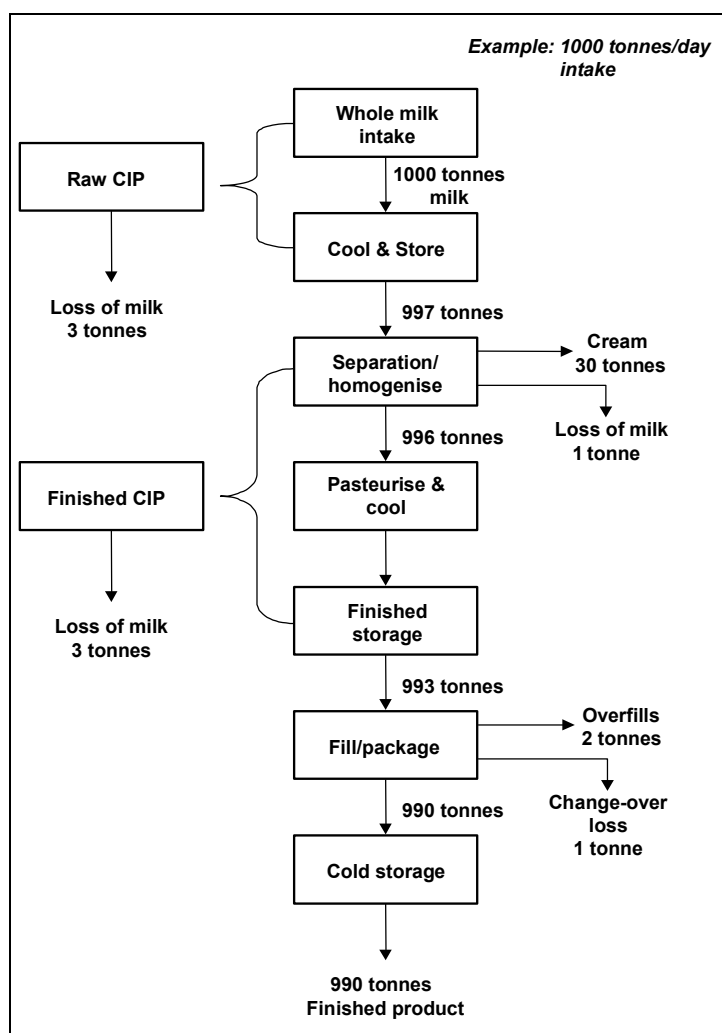 Example: 1000 tonnes/day
intake
Whole milk
intake
Raw CIP
1000 tonnes
milk
Cool & Store
Loss of milk
3 tonnes
997 tonnes
Separation/
homogenise
Cream
30 tonnes
Loss of milk
1 tonne
996 tonnes
Finished CIP
Pasteurise &
cool
Finished
storage
Loss of milk
3 tonnes
993 tonnes
Fill/package
Overfills
2 tonnes
Change-over
loss
1 tonne
990 tonnes
Cold storage
990 tonnes
Finished product